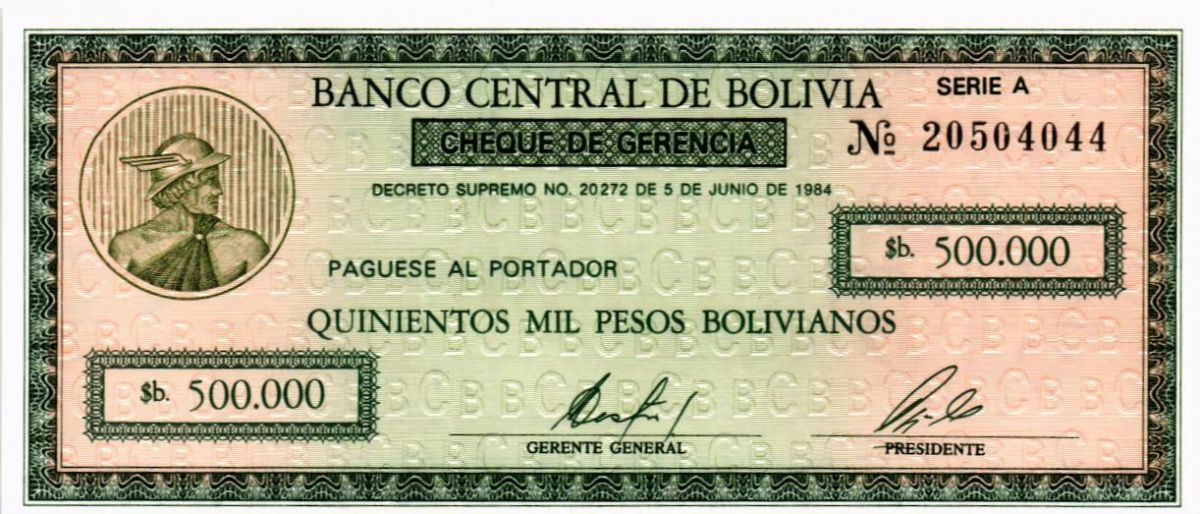 BANCO CENTRAL DE BOLIVIA
SERIE A
CHEQUE DE GERENCIA
№ 20504044
DECRETO SUPREMO NO. 20272 DE 5 DE JUNIO DE 1984
$b. 500.000
PAGUESE AL PORTADOR
QUINIENTOS MIL PESOS BOLIVIANOS
$b. 500.000
GERENTE GENERAL
PRESIDENTE